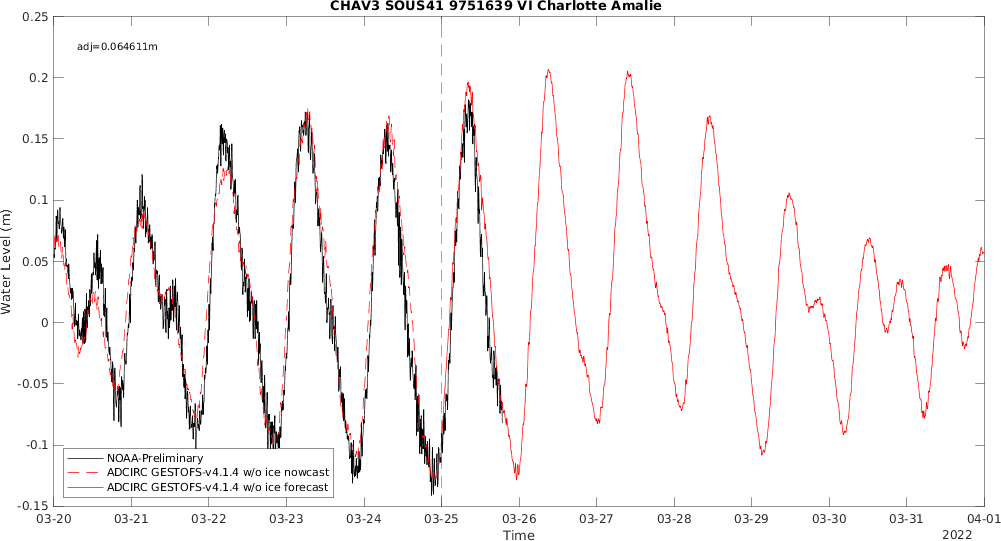 CHAV3 SOUS41 9751639 VI Charlotte Amalie
adj=0.064611m
0.25
0.2
0.15
0.1
0.05
0
-0.05
-0.1
-0.15
Water Level (m)
NOAA-Preliminary
ADCIRC GESTOFS-v4.1.4 w/o ice nowcast
ADCIRC GESTOFS-v4.1.4 w/o ice forecast
03-20 03-21 03-22 03-23 03-24 03-25 03-26 03-27 03-28 03-29 03-30 03-31 04-01
Time
2022